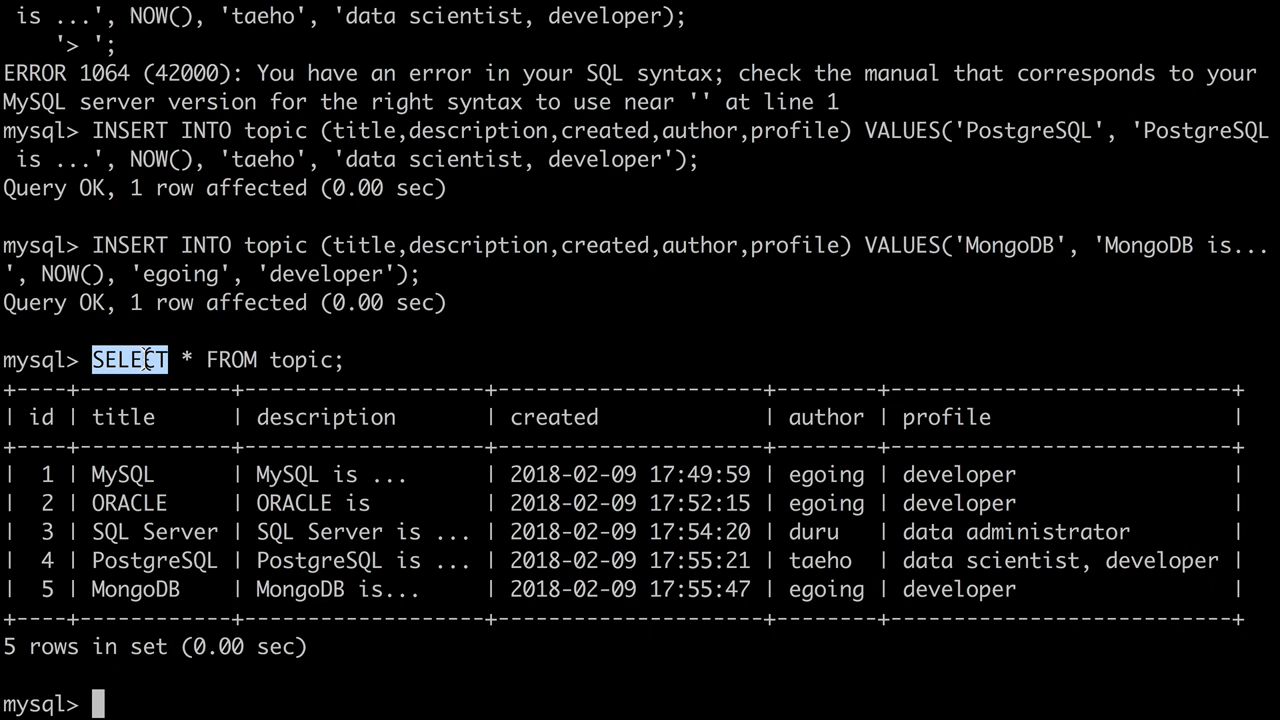 is ...', NOW(), 'taeho', 'data scientist, developer);
'> ';
ERROR 1064 (42000): You have an error in your SQL syntax; check the manual that corresponds to your
MySQL server version for the right syntax to use near '' at line 1
mysql> INSERT INTO topic (title,description,created,author,profile) VALUES('PostgreSQL', 'PostgreSQL
is ...', NOW(), 'taeho', 'data scientist, developer');
Query OK, 1 row affected (0.00 sec)
mysql> INSERT INTO topic (title,description,created,author,profile) VALUES('MongoDB', 'MongoDB is...
', NOW(), 'egoing', 'developer');
Query OK, 1 row affected (0.00 sec)
mysql> SELECT * FROM topic;
+----+------------+-------------------+---------------------+--------+---------------------------+
| id | title      | description       | created             | author | profile                   |
+----+------------+-------------------+---------------------+--------+---------------------------+
|  1 | MySQL      | MySQL is ...      | 2018-02-09 17:49:59 | egoing | developer                 |
|  2 | ORACLE     | ORACLE is         | 2018-02-09 17:52:15 | egoing | developer                 |
|  3 | SQL Server | SQL Server is ... | 2018-02-09 17:54:20 | duru   | data administrator        |
|  4 | PostgreSQL | PostgreSQL is ... | 2018-02-09 17:55:21 | taeho  | data scientist, developer |
|  5 | MongoDB    | MongoDB is...     | 2018-02-09 17:55:47 | egoing | developer                 |
+----+------------+-------------------+---------------------+--------+---------------------------+
5 rows in set (0.00 sec)
mysql>